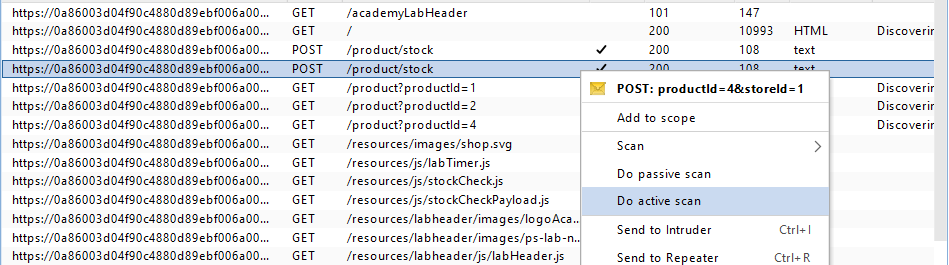 https://0a86003d04f90c4880d89ebf006a00... GET /academyLabHeader 101 147
https://0a86003d04f90c4880d89ebf006a00... GET / 200 10993 HTML Discoverin
https://0a86003d04f90c4880d89ebf006a00... POST /product/stock ✓ 200 108 text
https://0a86003d04f90c4880d89ebf006a00... POST /product/stock ✓ 200 108 text
https://0a86003d04f90c4880d89ebf006a00... GET /product?productId=1 Discoverin
https://0a86003d04f90c4880d89ebf006a00... GET /product?productId=2 Discoverin
https://0a86003d04f90c4880d89ebf006a00... GET /product?productId=4 Discoverin
https://0a86003d04f90c4880d89ebf006a00... GET /resources/images/shop.svg
https://0a86003d04f90c4880d89ebf006a00... GET /resources/js/labTimer.js
https://0a86003d04f90c4880d89ebf006a00... GET /resources/js/stockCheck.js
https://0a86003d04f90c4880d89ebf006a00... GET /resources/js/stockCheckPayload.js
https://0a86003d04f90c4880d89ebf006a00... GET /resources/labheader/images/logoAca...
https://0a86003d04f90c4880d89ebf006a00... GET /resources/labheader/images/ps-lab-n...
https://0a86003d04f90c4880d89ebf006a00... GET /resources/labheader/js/labHeader.js
POST: productId=4&storeId=1
Add to scope
Scan
Do passive scan
Do active scan
Send to Intruder Ctrl+I
Send to Repeater Ctrl+R